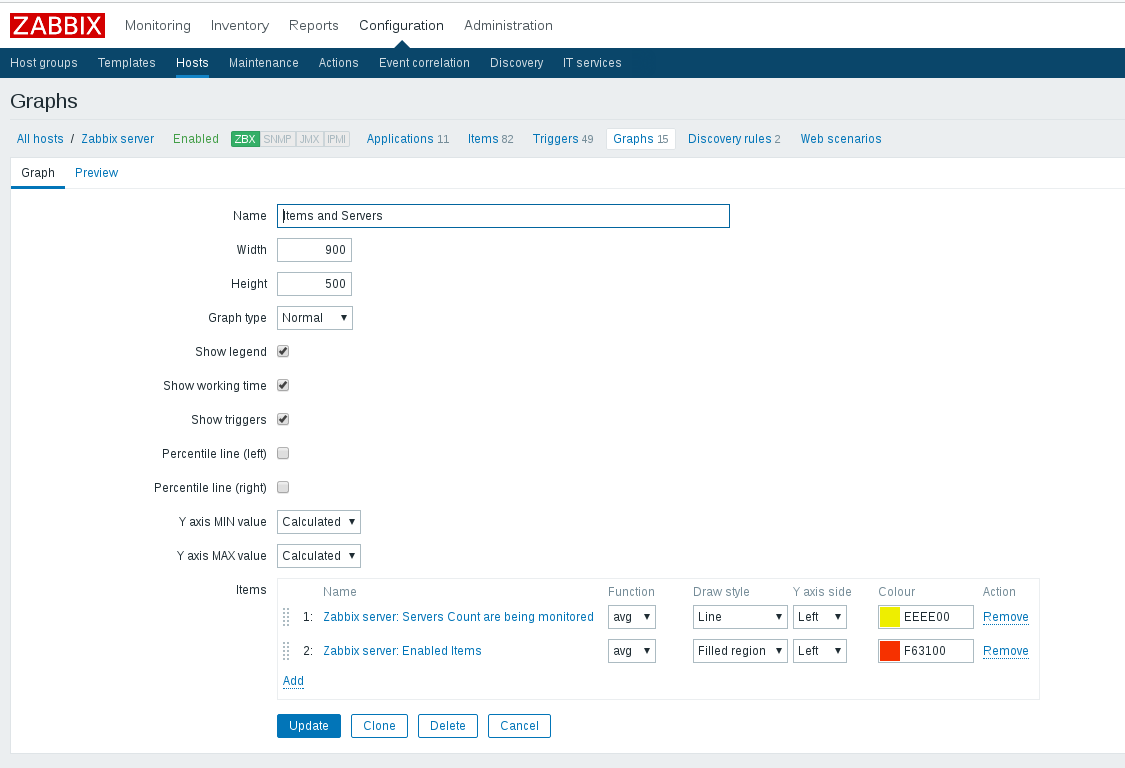 ZABBIX Monitoring Inventory Reports Configuration Administration
Host groups Templates Hosts Maintenance Actions Event correlation Discovery IT services
Graphs
All hosts / Zabbix server Enabled ZBX SNMP JMX IPMI Applications 11 Items 82 Triggers 49 Graphs 15 Discovery rules 2 Web scenarios
Graph Preview
Name Items and Servers
Width 900
Height 500
Graph type Normal
Show legend
Show working time
Show triggers
Percentile line (left)
Percentile line (right)
Y axis MIN value Calculated
Y axis MAX value Calculated
Items Name Function Draw style Y axis side Colour Action
1: Zabbix server: Servers Count are being monitored avg Line Left EEEE00 Remove
2: Zabbix server: Enabled Items avg Filled region Left F63100 Remove
Add
Update Clone Delete Cancel